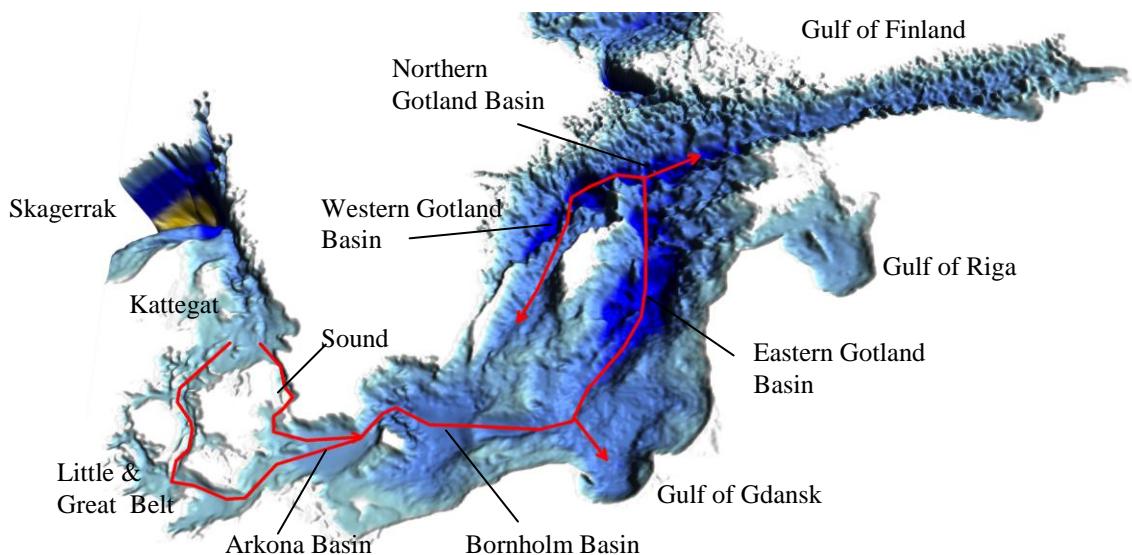 Gulf of Finland
Northern
Gotland Basin
Skagerrak
Western Gotland
Basin
Gulf of Riga
Kattegat
Sound
Eastern Gotland
Basin
Little &
Great Belt
Gulf of Gdansk
Arkona Basin
Bornholm Basin